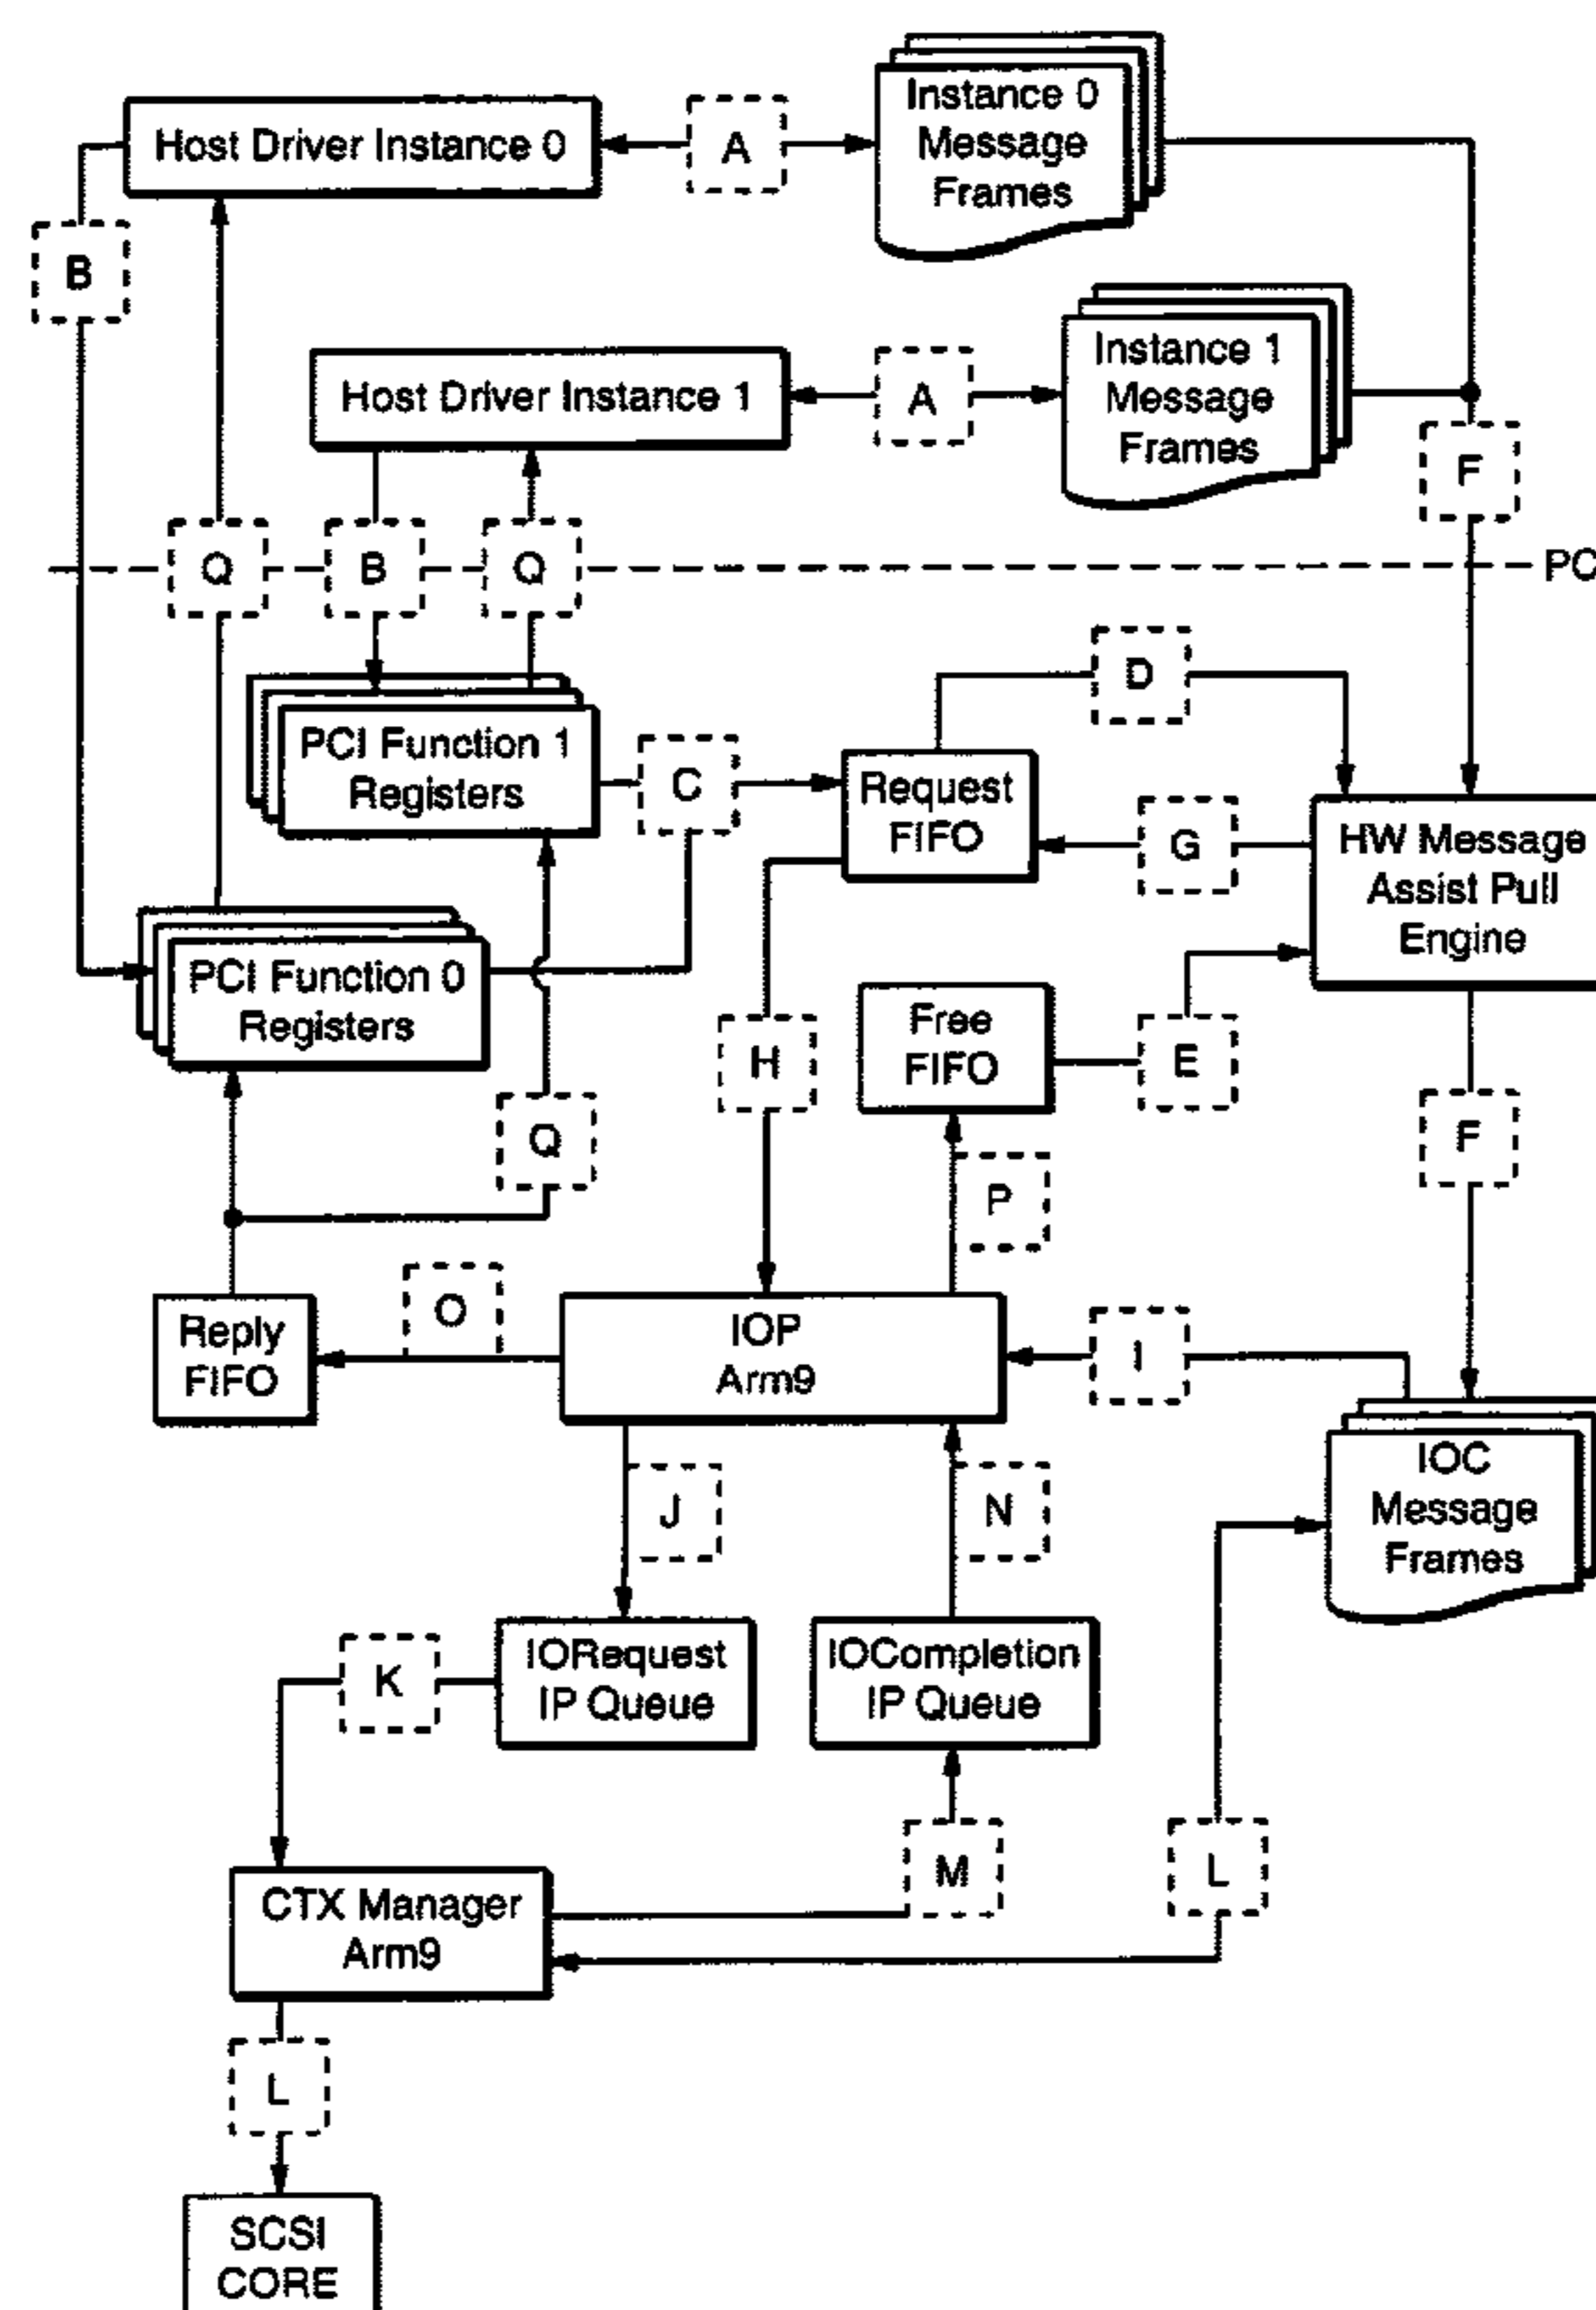 Host Driver Instance 0
A
Instance 0
Message
Frames
B
Host Driver Instance 1
A
Instance 1
Message
Frames
F
Q
B
Q
PC
D
PCI Function 1
Registers
C
Request
FIFO
G
HW Message
Assist Pull
Engine
PCI Function 0
Registers
H
Free
FIFO
E
F
Q
P
Reply
FIFO
O
IOP
Arm9
I
J
N
IOC
Message
Frames
K
IORequest
IP Queue
IOCompletion
IP Queue
M
L
CTX Manager
Arm9
L
SCSI
CORE